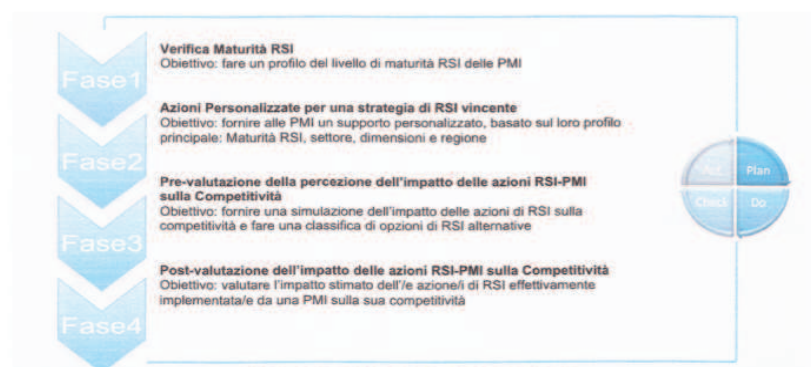 Fase1
Verifica Maturità RSI
Obiettivo: fare un profilo del livello di maturità RSI delle PMI
Fase2
Azioni Personalizzate per una strategia di RSI vincente
Obiettivo: fornire alle PMI un supporto personalizzato, basato sul loro profilo
principale: Maturità RSI, settore, dimensioni e regione
Fase3
Pre-valutazione della percezione dell'impatto delle azioni RSI-PMI
sulla Competitività
Obiettivo: fornire una simulazione dell'impatto delle azioni di RSI sulla
competitività e fare una classifica di opzioni di RSI alternative
Fase4
Post-valutazione dell'impatto delle azioni RSI-PMI sulla Competitività
Obiettivo: valutare l'impatto stimato dell'/e azione/i di RSI effettivamente
implementata/e da una PMI sulla sua competitività
Act
Plan
Check
Do